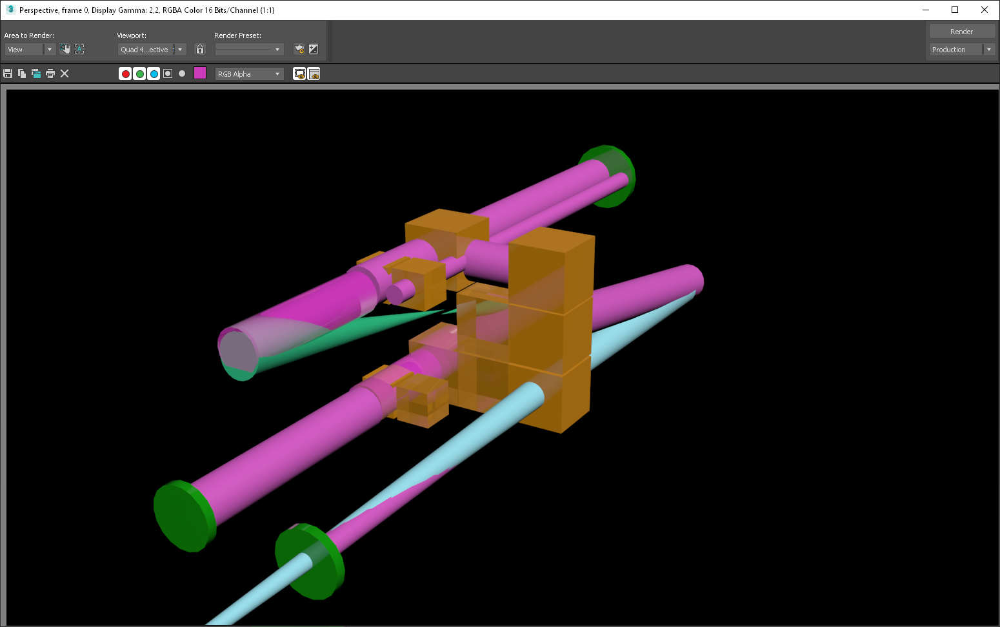 3 Perspective, frame 0, Display Gamma: 2,2, RGBA Color 16 Bits/Channel (1:1)
Area to Render: Viewport: Render Preset: Render
View Quad 4...ective Production
RGB Alpha